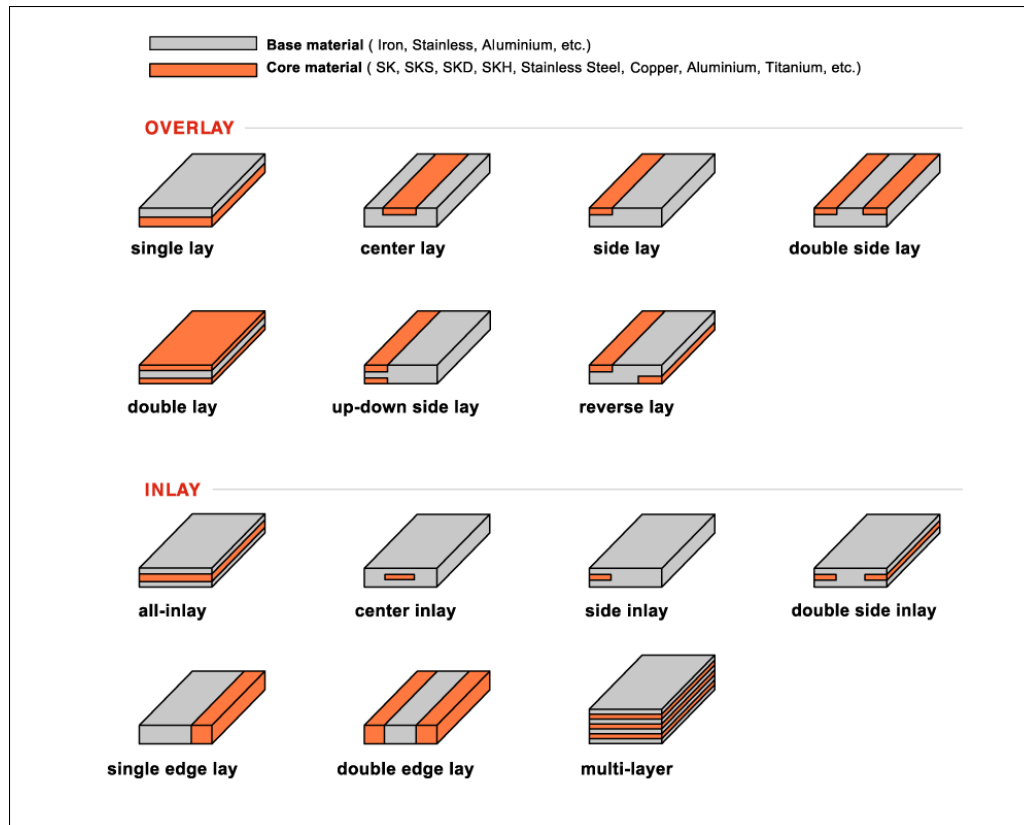 Base material ( Iron, Stainless, Aluminium, etc.)
Core material ( SK, SKS, SKD, SKH, Stainless Steel, Copper, Aluminium, Titanium, etc.)
OVERLAY
single lay
center lay
side lay
double side lay
double lay
up-down side lay
reverse lay
INLAY
all-inlay
center inlay
side inlay
double side inlay
single edge lay
double edge lay
multi-layer